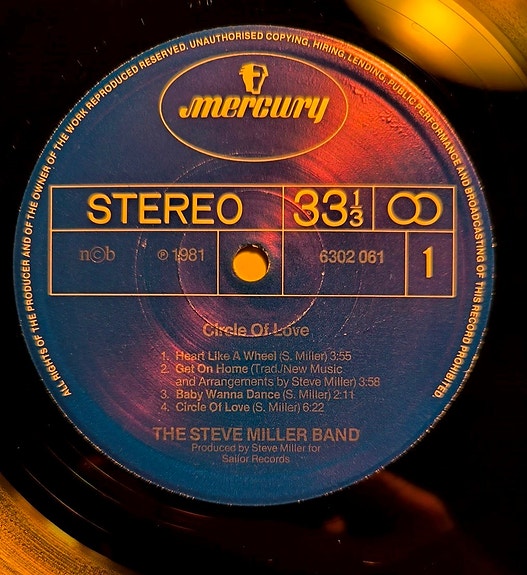 ALL RIGHTS OF THE PRODUCER AND OF THE OWNER OF THE WORK REPRODUCED RESERVED. UNAUTHORISED COPYING, HIRING, LENDING, PUBLIC PERFORMANCE AND BROADCASTING OF THIS RECORD PROHIBITED.
mercury
STEREO 33 1/3
n©b ℗ 1981 6302 061 1
Circle Of Love
1. Heart Like A Wheel (S. Miller) 3:55
2. Get On Home (Trad./New Music
and Arrangements by Steve Miller) 3:58
3. Baby Wanna Dance (S. Miller) 2:11
4. Circle Of Love (S. Miller) 6:22
THE STEVE MILLER BAND
Produced by Steve Miller for
Sailor Records